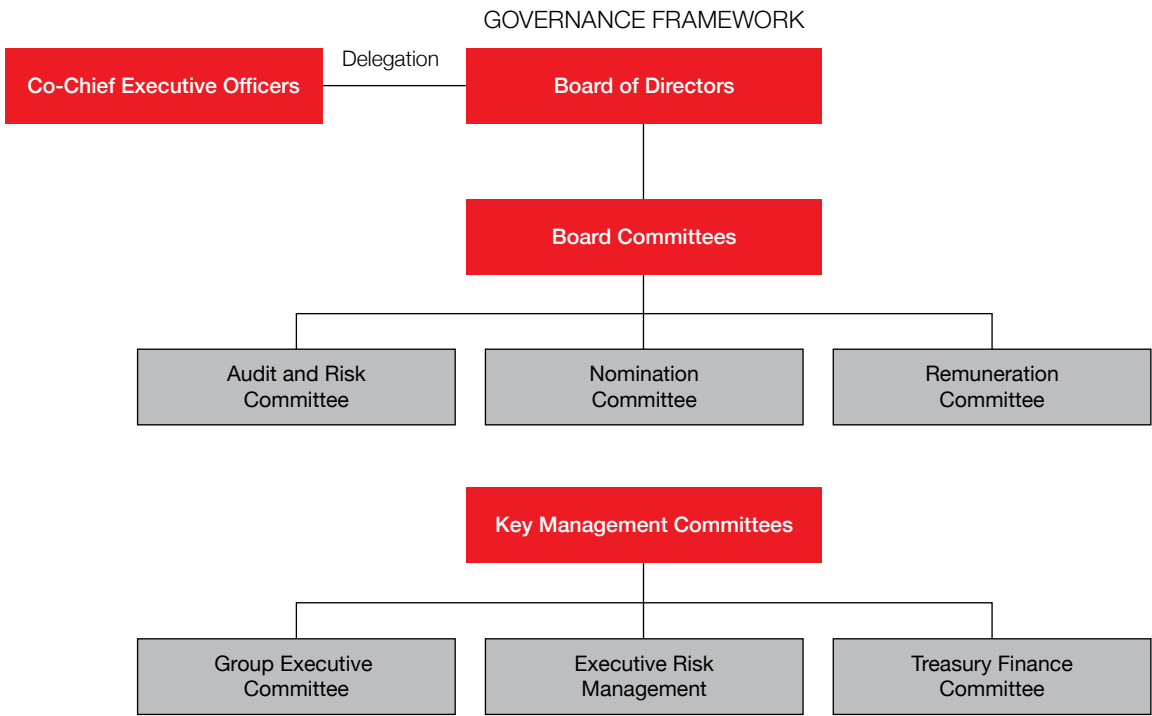 GOVERNANCE FRAMEWORK
Co-Chief Executive Officers
Delegation
Board of Directors
Board Committees
Audit and Risk
Committee
Nomination
Committee
Remuneration
Committee
Key Management Committees
Group Executive
Committee
Executive Risk
Management
Treasury Finance
Committee